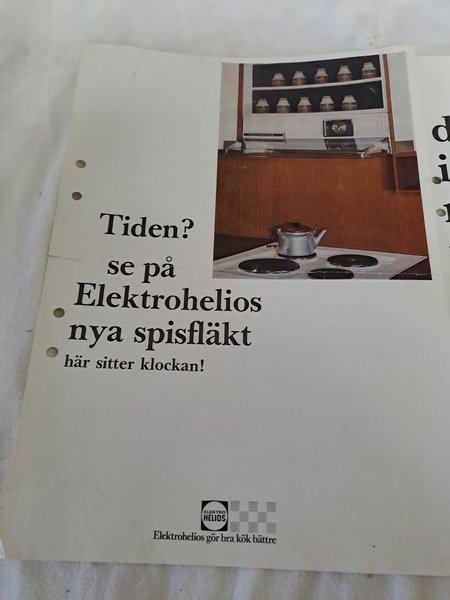 Tiden?
se på
Elektrohelios
nya spisfläkt
här sitter klockan!
ELEKTRO
HELIOS
Elektrohelios gör bra kök bättre
d
i